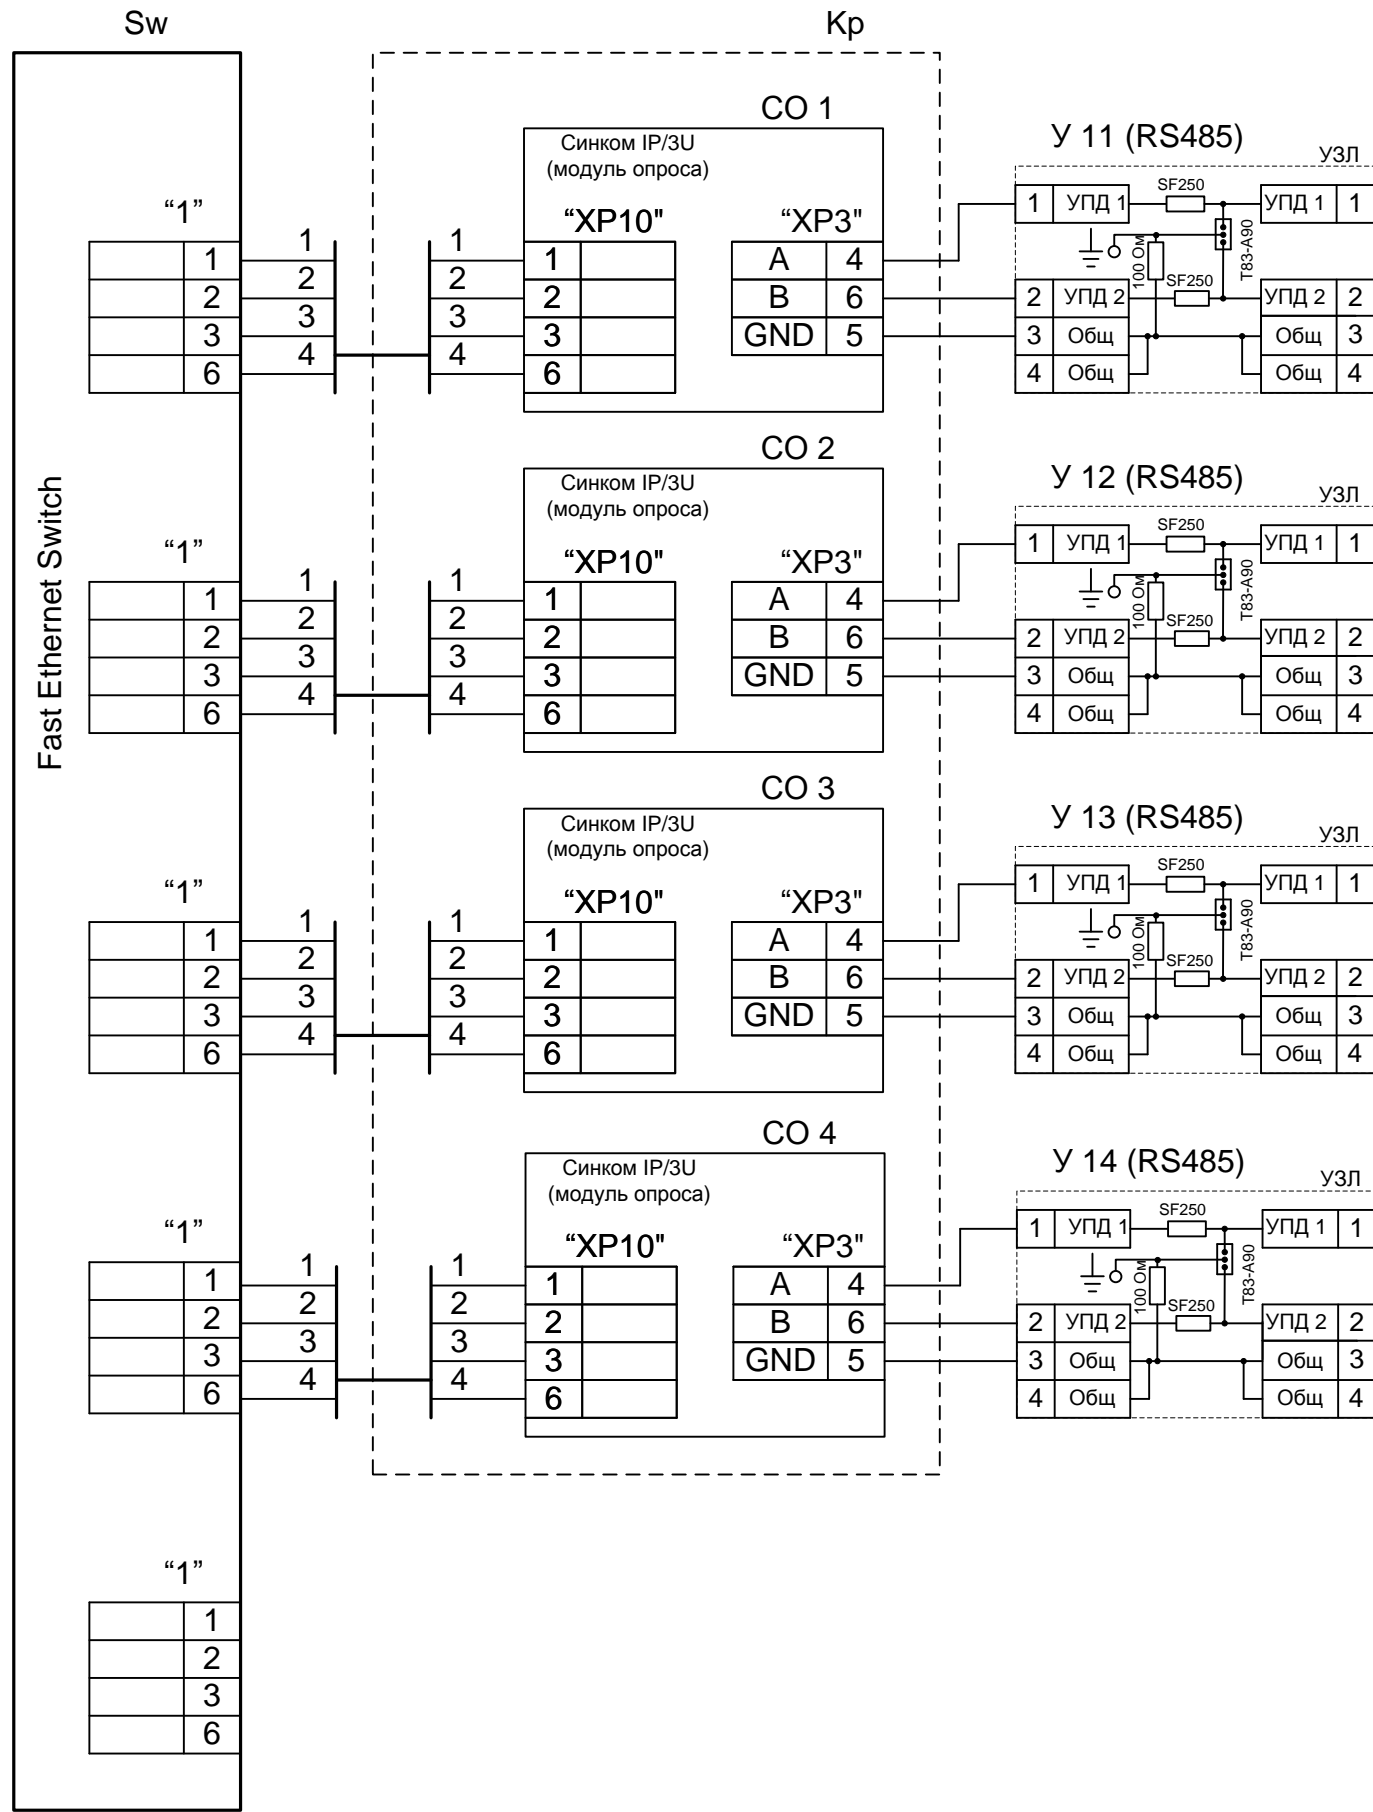 Sw
Кр
Fast Ethernet Switch
СО 1
Синком IP/3U
(модуль опроса)
“1”
1
2
3
6
1
2
3
4
1
2
3
4
“XP10"
1
2
3
6
“XP3"
A 4
B 6
GND 5
У 11 (RS485)
УЗЛ
1 УПД 1 SF250 УПД 1 1
100 Ом
T83-A90
2 УПД 2 SF250 УПД 2 2
3 Общ Общ 3
4 Общ Общ 4
СО 2
Синком IP/3U
(модуль опроса)
“1”
1
2
3
6
1
2
3
4
1
2
3
4
“XP10"
1
2
3
6
“XP3"
A 4
B 6
GND 5
У 12 (RS485)
УЗЛ
1 УПД 1 SF250 УПД 1 1
100 Ом
T83-A90
2 УПД 2 SF250 УПД 2 2
3 Общ Общ 3
4 Общ Общ 4
СО 3
Синком IP/3U
(модуль опроса)
“1”
1
2
3
6
1
2
3
4
1
2
3
4
“XP10"
1
2
3
6
“XP3"
A 4
B 6
GND 5
У 13 (RS485)
УЗЛ
1 УПД 1 SF250 УПД 1 1
100 Ом
T83-A90
2 УПД 2 SF250 УПД 2 2
3 Общ Общ 3
4 Общ Общ 4
СО 4
Синком IP/3U
(модуль опроса)
“1”
1
2
3
6
1
2
3
4
1
2
3
4
“XP10"
1
2
3
6
“XP3"
A 4
B 6
GND 5
У 14 (RS485)
УЗЛ
1 УПД 1 SF250 УПД 1 1
100 Ом
T83-A90
2 УПД 2 SF250 УПД 2 2
3 Общ Общ 3
4 Общ Общ 4
“1”
1
2
3
6